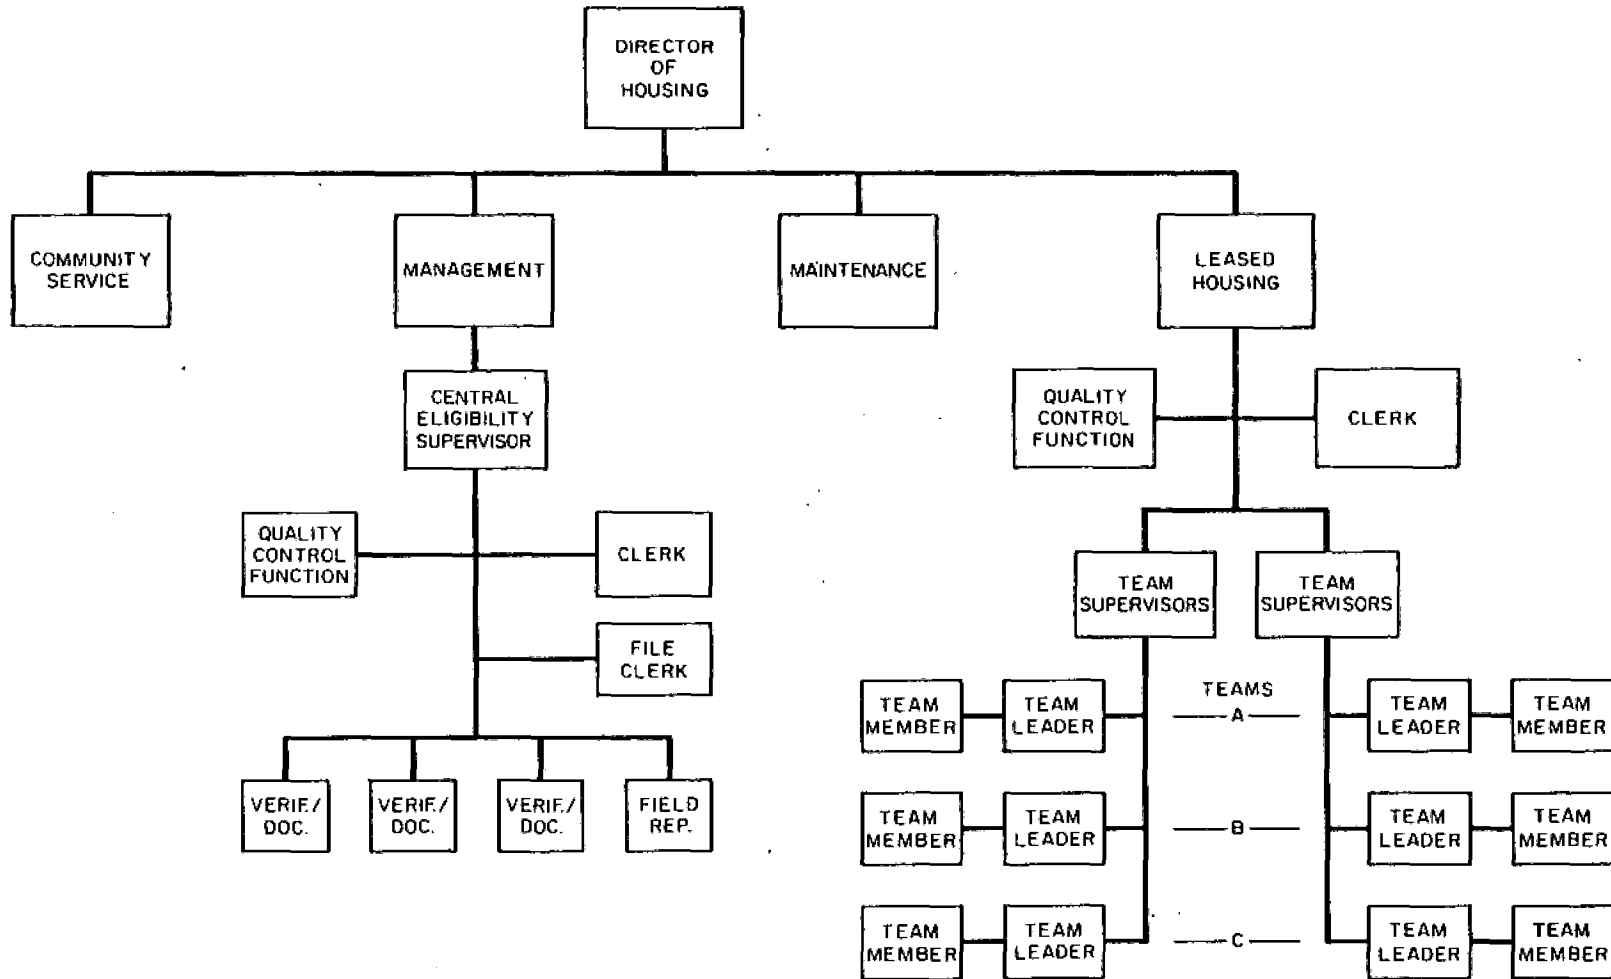 DIRECTOR
OF
HOUSING
COMMUNITY
SERVICE
MANAGEMENT
MAINTENANCE
LEASED
HOUSING
CENTRAL
ELIGIBILITY
SUPERVISOR
QUALITY
CONTROL
FUNCTION
CLERK
QUALITY
CONTROL
FUNCTION
CLERK
FILE
CLERK
VERIF./
DOC.
VERIF./
DOC.
VERIF./
DOC.
FIELD
REP.
TEAM
SUPERVISORS
TEAM
SUPERVISORS
TEAMS
TEAM
MEMBER
TEAM
LEADER
A
TEAM
LEADER
TEAM
MEMBER
TEAM
MEMBER
TEAM
LEADER
B
TEAM
LEADER
TEAM
MEMBER
TEAM
MEMBER
TEAM
LEADER
C
TEAM
LEADER
TEAM
MEMBER